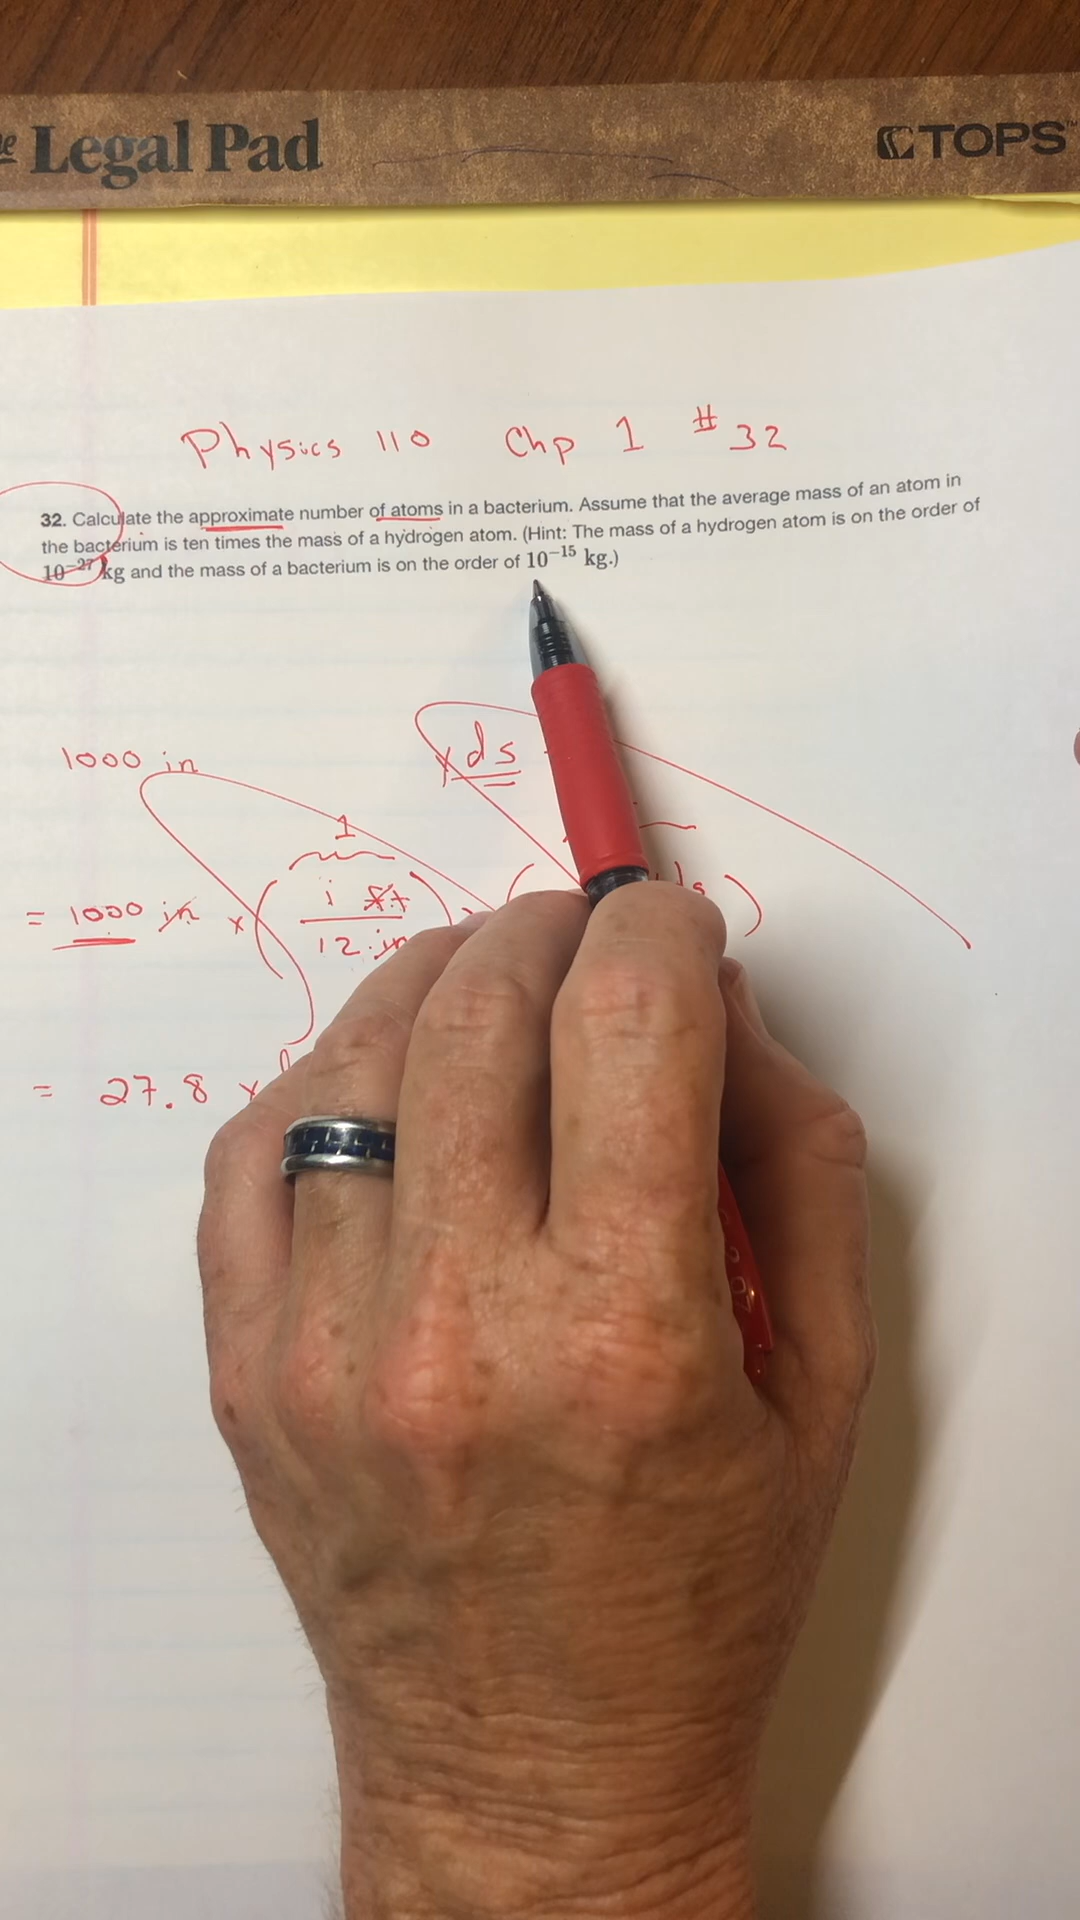 Legal Pad TOPS™
Physics 110 Chp 1 # 32
32. Calculate the approximate number of atoms in a bacterium. Assume that the average mass of an atom in
the bacterium is ten times the mass of a hydrogen atom. (Hint: The mass of a hydrogen atom is on the order of
10⁻²⁷ kg and the mass of a bacterium is on the order of 10⁻¹⁵ kg.)
1000 in yds
1
= 1000 in x ( 1 ft / 12 in ) ( )
= 27.8